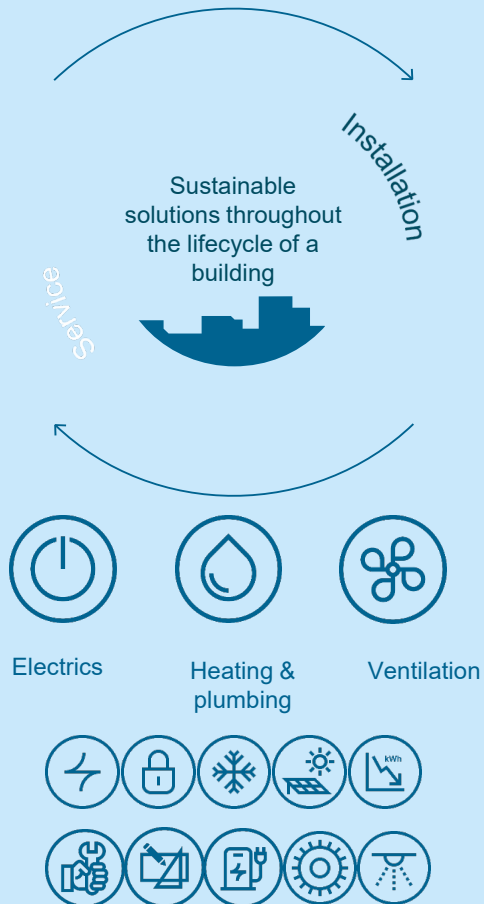 Installation
Sustainable
solutions throughout
the lifecycle of a
building
Service
Electrics
Heating &
plumbing
Ventilation
kWh